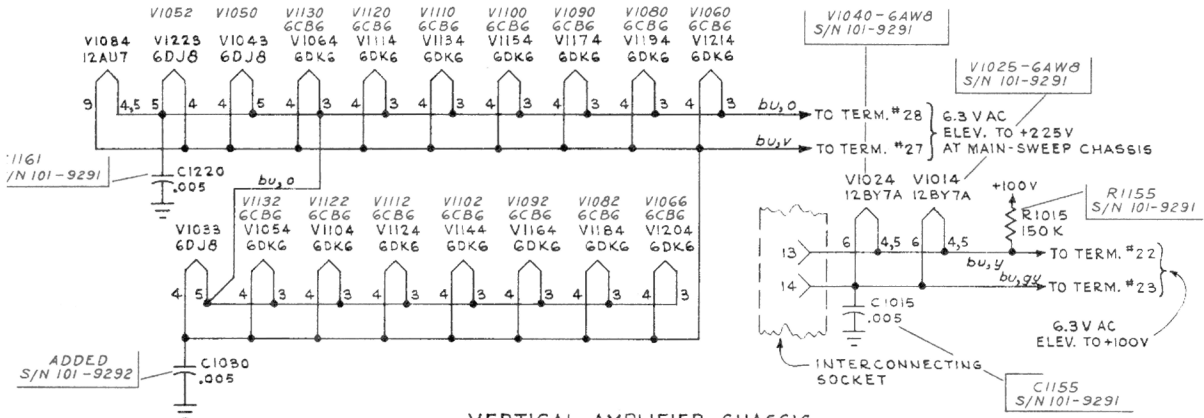 V1052 V1050 V1130 V1120 V1110 V1100 V1090 V1080 V1060
6CB6 6CB6 6CB6 6CB6 6CB6 6CB6 6CB6
V1084 V1223 V1043 V1064 V1114 V1134 V1154 V1174 V1194 V1214
12AU7 6DJ8 6DJ8 6DK6 6DK6 6DK6 6DK6 6DK6 6DK6 6DK6
9 4,5 5 4 4 5 4 3 4 3 4 3 4 3 4 3 4 3 4 3
bu,o
TO TERM. #28
bu,v
TO TERM. #27
6.3 V AC
ELEV. TO +225V
AT MAIN-SWEEP CHASSIS
V1040-6AW8
S/N 101-9291
V1025-6AW8
S/N 101-9291
1161
/N 101-9291
C1220
.005
bu,o
V1132 V1122 V1112 V1102 V1092 V1082 V1066
6CB6 6CB6 6CB6 6CB6 6CB6 6CB6 6CB6
V1033 V1054 V1104 V1124 V1144 V1164 V1184 V1204
6DJ8 6DK6 6DK6 6DK6 6DK6 6DK6 6DK6 6DK6
4 5 4 3 4 3 4 3 4 3 4 3 4 3 4 3
ADDED
S/N 101-9292
C1030
.005
V1024 V1014
12BY7A 12BY7A
+100V
R1015
150 K
R1155
S/N 101-9291
6 4,5 6 4,5
13
bu,y
TO TERM. #22
14
bu,gy
TO TERM. #23
C1015
.005
6.3 V AC
ELEV. TO +100V
INTERCONNECTING
SOCKET
C1155
S/N 101-9291
VERTICAL AMPLIFIER CHASSIS